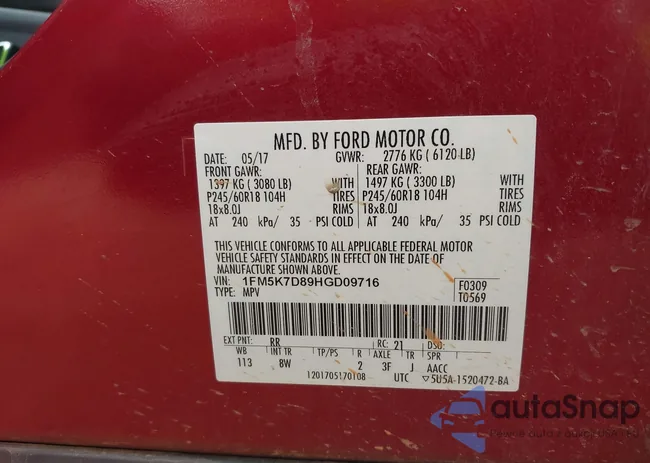 MFD. BY FORD MOTOR CO.
DATE: 05/17 GVWR: 2776 KG ( 6120 LB)
FRONT GAWR: REAR GAWR:
1397 KG ( 3080 LB) WITH 1497 KG ( 3300 LB) WITH
P245/60R18 104H TIRES P245/60R18 104H TIRES
18x8.0J RIMS 18x8.0J RIMS
AT 240 kPa/ 35 PSI COLD AT 240 kPa/ 35 PSI COLD
THIS VEHICLE CONFORMS TO ALL APPLICABLE FEDERAL MOTOR
VEHICLE SAFETY STANDARDS IN EFFECT ON THE DATE OF
MANUFACTURE SHOWN ABOVE.
VIN: 1FM5K7D89HGD09716 F0309
TYPE: MPV T0569
EXT PNT: RR RC: 21 DSO:
WB INT TR TP/PS R AXLE TR SPR
113 8W 2 3F J AACC
1201705170108 UTC ▽5U5A-1520472-BA
autaSnap